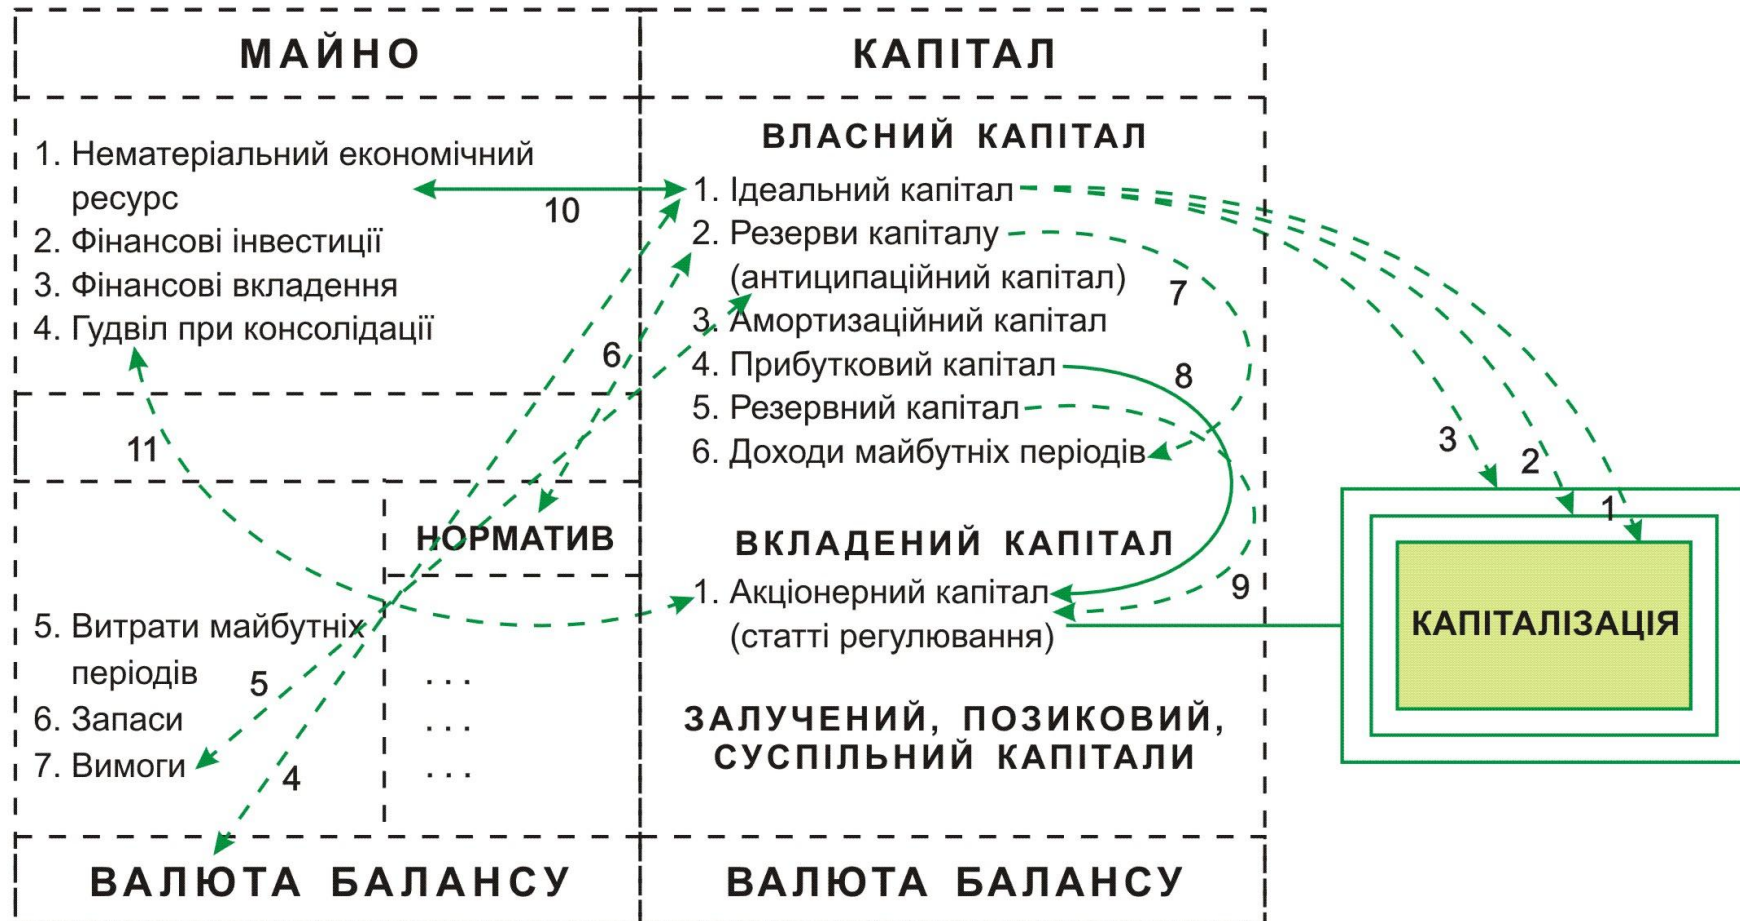 МАЙНО
КАПІТАЛ
1. Нематеріальний економічний
ресурс
2. Фінансові інвестиції
3. Фінансові вкладення
4. Гудвіл при консолідації
11
НОРМАТИВ
5. Витрати майбутніх
періодів
6. Запаси
7. Вимоги
. . .
. . .
. . .
5
4
6
10
ВЛАСНИЙ КАПІТАЛ
1. Ідеальний капітал
2. Резерви капіталу
(антиципаційний капітал)
3. Амортизаційний капітал
4. Прибутковий капітал
5. Резервний капітал
6. Доходи майбутніх періодів
7
8
9
ВКЛАДЕНИЙ КАПІТАЛ
1. Акціонерний капітал
(статті регулювання)
ЗАЛУЧЕНИЙ, ПОЗИКОВИЙ,
СУСПІЛЬНИЙ КАПІТАЛИ
3
2
1
КАПІТАЛІЗАЦІЯ
ВАЛЮТА БАЛАНСУ
ВАЛЮТА БАЛАНСУ